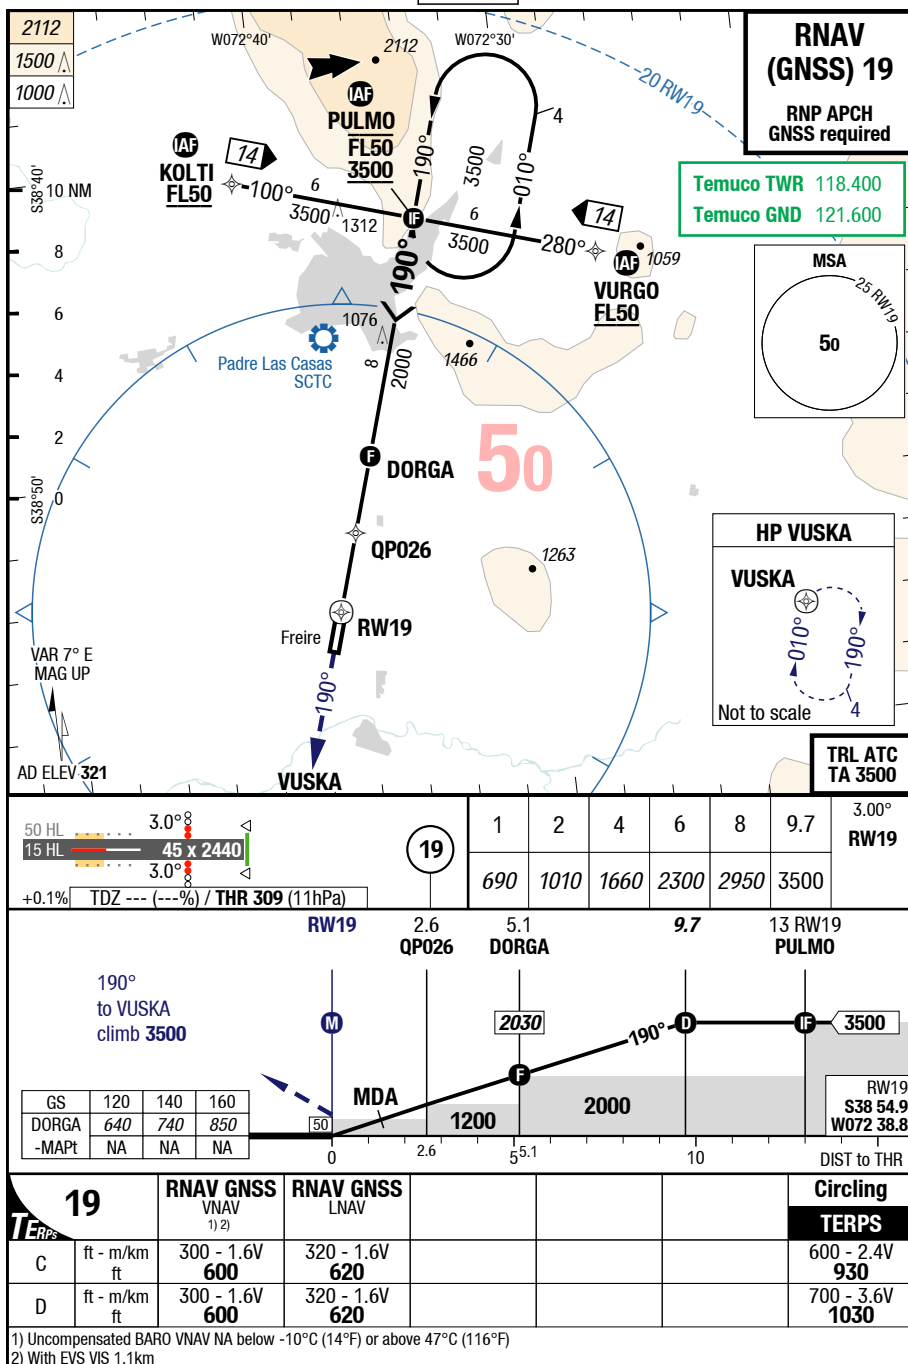 2112
1500
1000
W072°40'
2112
W072°30'
20 RW19
RNAV
(GNSS) 19
RNP APCH
GNSS required
IAF
PULMO
FL50
3500
190°
3500
010°
4
IAF
KOLTI
FL50
14
100°
6
3500
1312
IF
6
3500
14
280°
IAF
VURGO
FL50
1059
Temuco TWR 118.400
Temuco GND 121.600
S38°40'
10 NM
8
6
4
2
0
S38°50'
190°
MSA
25 RW19
50
1076
Padre Las Casas
SCTC
8
2000
1466
F
DORGA
50
QP026
1263
HP VUSKA
VUSKA
010°
190°
4
Not to scale
Freire
RW19
VAR 7° E
MAG UP
190°
AD ELEV 321
VUSKA
TRL ATC
TA 3500
50 HL
15 HL
3.0°
45 x 2440
3.0°
+0.1%
TDZ --- (---%) / THR 309 (11hPa)
19
1 2 4 6 8 9.7
3.00°
RW19
690 1010 1660 2300 2950 3500
RW19
2.6
QP026
5.1
DORGA
9.7
13 RW19
PULMO
190°
to VUSKA
climb 3500
M
2030
F
190°
D
IF
3500
MDA
50
1200
2000
RW19
S38 54.9
W072 38.8
GS 120 140 160
DORGA 640 740 850
-MAPt NA NA NA
0 2.6 5 5.1 10 DIST to THR
TERPs
19
RNAV GNSS
VNAV
1) 2)
RNAV GNSS
LNAV
Circling
TERPS
C ft - m/km 300 - 1.6V 320 - 1.6V 600 - 2.4V
ft 600 620 930
D ft - m/km 300 - 1.6V 320 - 1.6V 700 - 3.6V
ft 600 620 1030
1) Uncompensated BARO VNAV NA below -10°C (14°F) or above 47°C (116°F)
2) With EVS VIS 1.1km